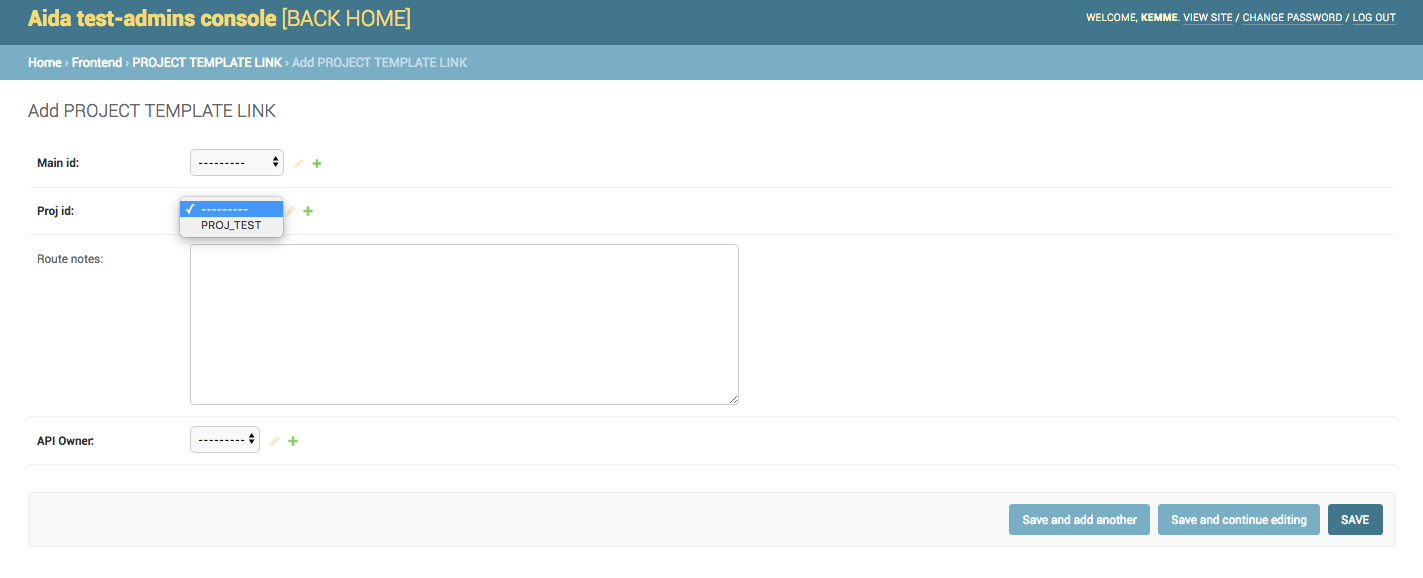 Aida test-admins console [BACK HOME]
WELCOME, KEMME. VIEW SITE / CHANGE PASSWORD / LOG OUT
Home › Frontend › PROJECT TEMPLATE LINK › Add PROJECT TEMPLATE LINK
Add PROJECT TEMPLATE LINK
Main id: ---------
Proj id: ✓ ---------
PROJ_TEST
Route notes:
API Owner: ---------
Save and add another Save and continue editing SAVE